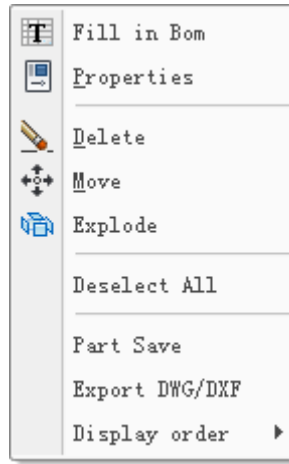 Fill in Bom
Properties
Delete
Move
Explode
Deselect All
Part Save
Export DWG/DXF
Display order